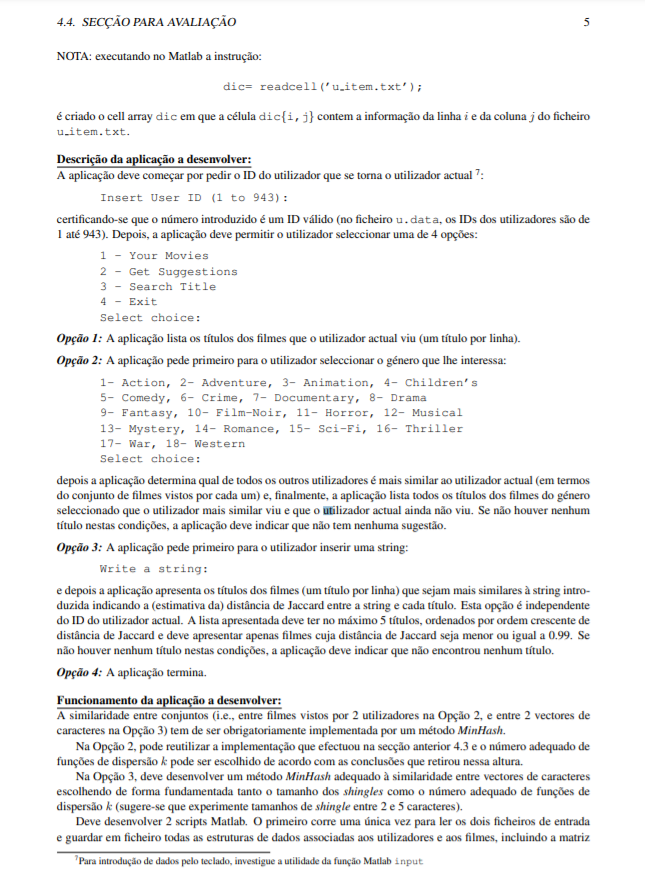 4.4. SECÇÃO PARA AVALIAÇÃO 5
NOTA: executando no Matlab a instrução:
dic= readcell('u_item.txt');
é criado o cell array dic em que a célula dic{i,j} contem a informação da linha i e da coluna j do ficheiro
u_item.txt.
Descrição da aplicação a desenvolver:
A aplicação deve começar por pedir o ID do utilizador que se torna o utilizador actual 7:
Insert User ID (1 to 943):
certificando-se que o número introduzido é um ID válido (no ficheiro u.data, os IDs dos utilizadores são de
1 até 943). Depois, a aplicação deve permitir o utilizador seleccionar uma de 4 opções:
1 - Your Movies
2 - Get Suggestions
3 - Search Title
4 - Exit
Select choice:
Opção 1: A aplicação lista os títulos dos filmes que o utilizador actual viu (um título por linha).
Opção 2: A aplicação pede primeiro para o utilizador seleccionar o género que lhe interessa:
1- Action, 2- Adventure, 3- Animation, 4- Children's
5- Comedy, 6- Crime, 7- Documentary, 8- Drama
9- Fantasy, 10- Film-Noir, 11- Horror, 12- Musical
13- Mystery, 14- Romance, 15- Sci-Fi, 16- Thriller
17- War, 18- Western
Select choice:
depois a aplicação determina qual de todos os outros utilizadores é mais similar ao utilizador actual (em termos
do conjunto de filmes vistos por cada um) e, finalmente, a aplicação lista todos os títulos dos filmes do género
seleccionado que o utilizador mais similar viu e que o utilizador actual ainda não viu. Se não houver nenhum
título nestas condições, a aplicação deve indicar que não tem nenhuma sugestão.
Opção 3: A aplicação pede primeiro para o utilizador inserir uma string:
Write a string:
e depois a aplicação apresenta os títulos dos filmes (um título por linha) que sejam mais similares à string intro-
duzida indicando a (estimativa da) distância de Jaccard entre a string e cada título. Esta opção é independente
do ID do utilizador actual. A lista apresentada deve ter no máximo 5 títulos, ordenados por ordem crescente de
distância de Jaccard e deve apresentar apenas filmes cuja distância de Jaccard seja menor ou igual a 0.99. Se
não houver nenhum título nestas condições, a aplicação deve indicar que não encontrou nenhum título.
Opção 4: A aplicação termina.
Funcionamento da aplicação a desenvolver:
A similaridade entre conjuntos (i.e., entre filmes vistos por 2 utilizadores na Opção 2, e entre 2 vectores de
caracteres na Opção 3) tem de ser obrigatoriamente implementada por um método MinHash.
Na Opção 2, pode reutilizar a implementação que efectuou na secção anterior 4.3 e o número adequado de
funções de dispersão k pode ser escolhido de acordo com as conclusões que retirou nessa altura.
Na Opção 3, deve desenvolver um método MinHash adequado à similaridade entre vectores de caracteres
escolhendo de forma fundamentada tanto o tamanho dos shingles como o número adequado de funções de
dispersão k (sugere-se que experimente tamanhos de shingle entre 2 e 5 caracteres).
Deve desenvolver 2 scripts Matlab. O primeiro corre uma única vez para ler os dois ficheiros de entrada
e guardar em ficheiro todas as estruturas de dados associadas aos utilizadores e aos filmes, incluindo a matriz
7Para introdução de dados pelo teclado, investigue a utilidade da função Matlab input